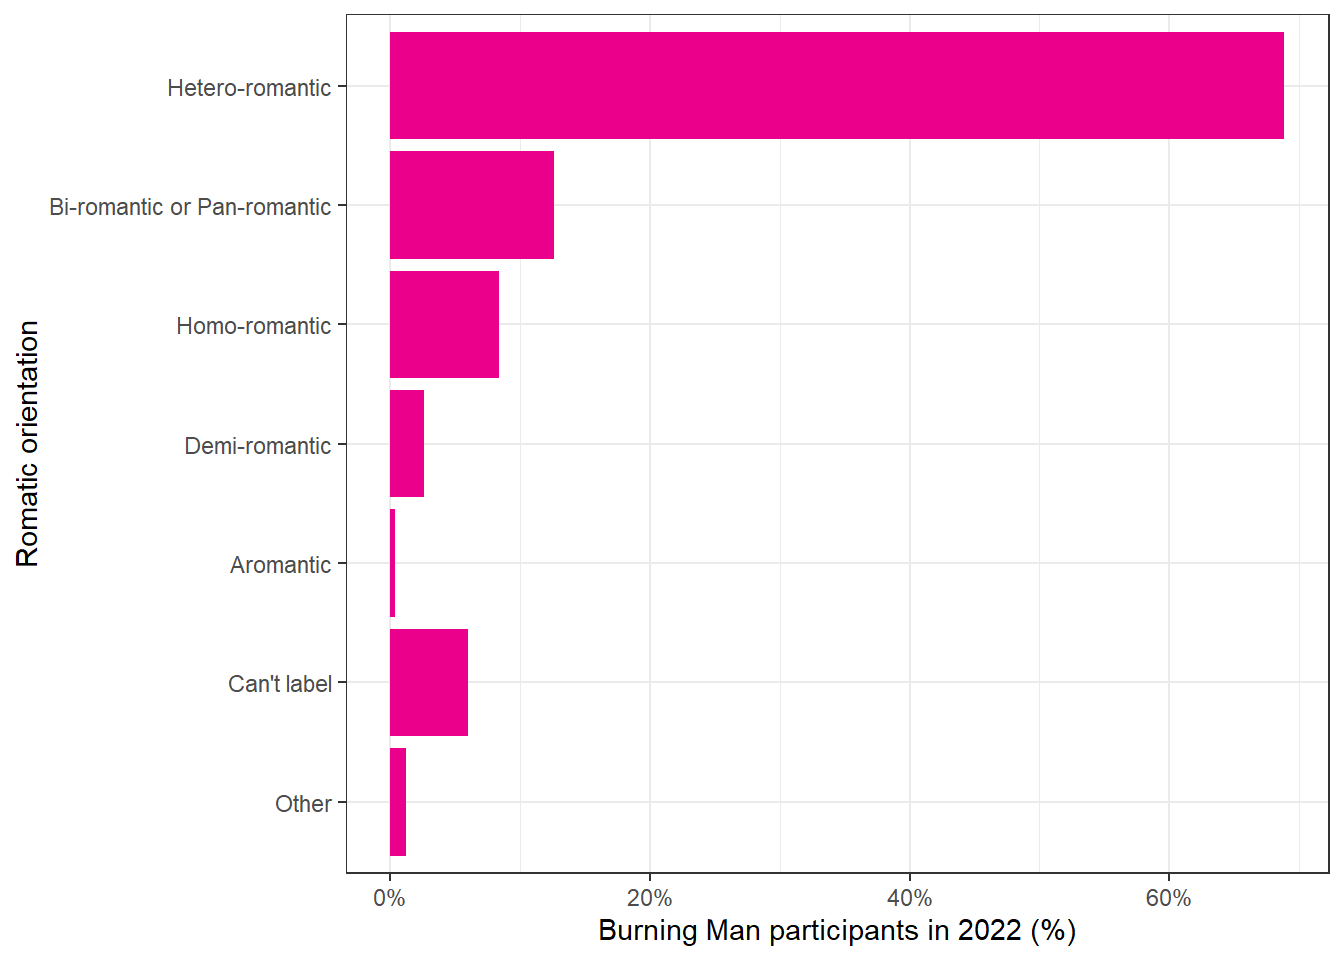 Hetero-romantic
Bi-romantic or Pan-romantic
Homo-romantic
Demi-romantic
Aromantic
Can't label
Other
Romatic orientation
0%
20%
40%
60%
Burning Man participants in 2022 (%)